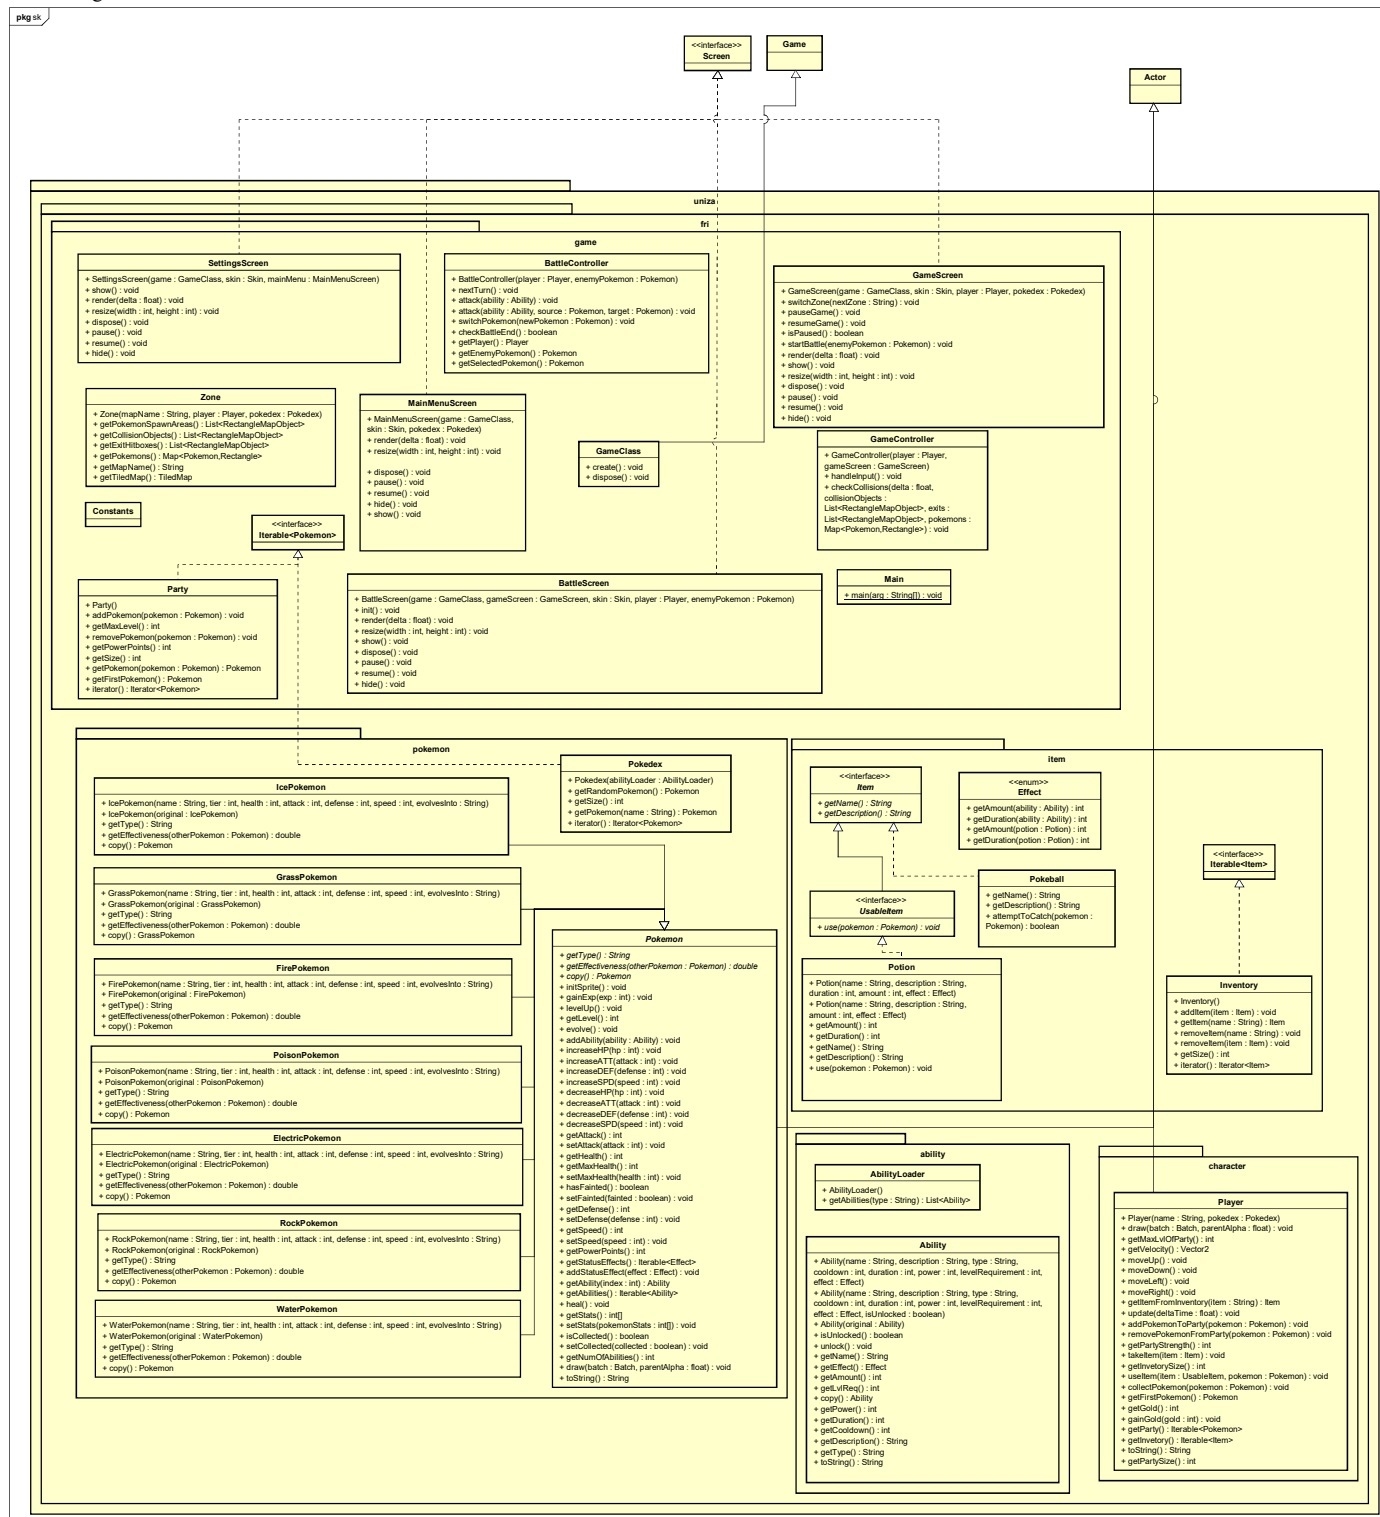 pkg sk
<<interface>>
Screen
Game
Actor
uniza
fri
game
SettingsScreen
+ SettingsScreen(game : GameClass, skin : Skin, mainMenu : MainMenuScreen)
+ show() : void
+ render(delta : float) : void
+ resize(width : int, height : int) : void
+ dispose() : void
+ pause() : void
+ resume() : void
+ hide() : void
BattleController
+ BattleController(player : Player, enemyPokemon : Pokemon)
+ nextTurn() : void
+ attack(ability : Ability) : void
+ attack(ability : Ability, source : Pokemon, target : Pokemon) : void
+ switchPokemon(newPokemon : Pokemon) : void
+ checkBattleEnd() : boolean
+ getPlayer() : Player
+ getEnemyPokemon() : Pokemon
+ getSelectedPokemon() : Pokemon
GameScreen
+ GameScreen(game : GameClass, skin : Skin, player : Player, pokedex : Pokedex)
+ switchZone(nextZone : String) : void
+ pauseGame() : void
+ resumeGame() : void
+ isPaused() : boolean
+ startBattle(enemyPokemon : Pokemon) : void
+ render(delta : float) : void
+ show() : void
+ resize(width : int, height : int) : void
+ dispose() : void
+ pause() : void
+ resume() : void
+ hide() : void
Zone
+ Zone(mapName : String, player : Player, pokedex : Pokedex)
+ getPokemonSpawnAreas() : List<RectangleMapObject>
+ getCollisionObjects() : List<RectangleMapObject>
+ getExitHitboxes() : List<RectangleMapObject>
+ getPokemons() : Map<Pokemon,Rectangle>
+ getMapName() : String
+ getTiledMap() : TiledMap
MainMenuScreen
+ MainMenuScreen(game : GameClass,
skin : Skin, pokedex : Pokedex)
+ render(delta : float) : void
+ resize(width : int, height : int) : void
+ dispose() : void
+ pause() : void
+ resume() : void
+ hide() : void
+ show() : void
GameClass
+ create() : void
+ dispose() : void
GameController
+ GameController(player : Player,
gameScreen : GameScreen)
+ handleInput() : void
+ checkCollisions(delta : float,
collisionObjects :
List<RectangleMapObject>, exits :
List<RectangleMapObject>, pokemons :
Map<Pokemon,Rectangle>) : void
Constants
<<interface>>
Iterable<Pokemon>
Party
+ Party()
+ addPokemon(pokemon : Pokemon) : void
+ getMaxLevel() : int
+ removePokemon(pokemon : Pokemon) : void
+ getPowerPoints() : int
+ getSize() : int
+ getPokemon(pokemon : Pokemon) : Pokemon
+ getFirstPokemon() : Pokemon
+ iterator() : Iterator<Pokemon>
BattleScreen
+ BattleScreen(game : GameClass, gameScreen : GameScreen, skin : Skin, player : Player, enemyPokemon : Pokemon)
+ init() : void
+ render(delta : float) : void
+ resize(width : int, height : int) : void
+ show() : void
+ dispose() : void
+ pause() : void
+ resume() : void
+ hide() : void
Main
+ main(arg : String[]) : void
pokemon
Pokedex
+ Pokedex(abilityLoader : AbilityLoader)
+ getRandomPokemon() : Pokemon
+ getSize() : int
+ getPokemon(name : String) : Pokemon
+ iterator() : Iterator<Pokemon>
IcePokemon
+ IcePokemon(name : String, tier : int, health : int, attack : int, defense : int, speed : int, evolvesInto : String)
+ IcePokemon(original : IcePokemon)
+ getType() : String
+ getEffectiveness(otherPokemon : Pokemon) : double
+ copy() : Pokemon
GrassPokemon
+ GrassPokemon(name : String, tier : int, health : int, attack : int, defense : int, speed : int, evolvesInto : String)
+ GrassPokemon(original : GrassPokemon)
+ getType() : String
+ getEffectiveness(otherPokemon : Pokemon) : double
+ copy() : GrassPokemon
FirePokemon
+ FirePokemon(name : String, tier : int, health : int, attack : int, defense : int, speed : int, evolvesInto : String)
+ FirePokemon(original : FirePokemon)
+ getType() : String
+ getEffectiveness(otherPokemon : Pokemon) : double
+ copy() : Pokemon
PoisonPokemon
+ PoisonPokemon(name : String, tier : int, health : int, attack : int, defense : int, speed : int, evolvesInto : String)
+ PoisonPokemon(original : PoisonPokemon)
+ getType() : String
+ getEffectiveness(otherPokemon : Pokemon) : double
+ copy() : Pokemon
ElectricPokemon
+ ElectricPokemon(name : String, tier : int, health : int, attack : int, defense : int, speed : int, evolvesInto : String)
+ ElectricPokemon(original : ElectricPokemon)
+ getType() : String
+ getEffectiveness(otherPokemon : Pokemon) : double
+ copy() : Pokemon
RockPokemon
+ RockPokemon(name : String, tier : int, health : int, attack : int, defense : int, speed : int, evolvesInto : String)
+ RockPokemon(original : RockPokemon)
+ getType() : String
+ getEffectiveness(otherPokemon : Pokemon) : double
+ copy() : Pokemon
WaterPokemon
+ WaterPokemon(name : String, tier : int, health : int, attack : int, defense : int, speed : int, evolvesInto : String)
+ WaterPokemon(original : WaterPokemon)
+ getType() : String
+ getEffectiveness(otherPokemon : Pokemon) : double
+ copy() : Pokemon
Pokemon
+ getType() : String
+ getEffectiveness(otherPokemon : Pokemon) : double
+ copy() : Pokemon
+ initSprite() : void
+ gainExp(exp : int) : void
+ levelUp() : void
+ getLevel() : int
+ evolve() : void
+ addAbility(ability : Ability) : void
+ increaseHP(hp : int) : void
+ increaseATT(attack : int) : void
+ increaseDEF(defense : int) : void
+ increaseSPD(speed : int) : void
+ decreaseHP(hp : int) : void
+ decreaseATT(attack : int) : void
+ decreaseDEF(defense : int) : void
+ decreaseSPD(speed : int) : void
+ getAttack() : int
+ setAttack(attack : int) : void
+ getHealth() : int
+ getMaxHealth() : int
+ setMaxHealth(health : int) : void
+ hasFainted() : boolean
+ setFainted(fainted : boolean) : void
+ getDefense() : int
+ setDefense(defense : int) : void
+ getSpeed() : int
+ setSpeed(speed : int) : void
+ getPowerPoints() : int
+ getStatusEffects() : Iterable<Effect>
+ addStatusEffect(effect : Effect) : void
+ getAbility(index : int) : Ability
+ getAbilities() : Iterable<Ability>
+ heal() : void
+ getStats() : int[]
+ setStats(pokemonStats : int[]) : void
+ isCollected() : boolean
+ setCollected(collected : boolean) : void
+ getNumOfAbilities() : int
+ draw(batch : Batch, parentAlpha : float) : void
+ toString() : String
item
<<interface>>
Item
+ getName() : String
+ getDescription() : String
<<enum>>
Effect
+ getAmount(ability : Ability) : int
+ getDuration(ability : Ability) : int
+ getAmount(potion : Potion) : int
+ getDuration(potion : Potion) : int
<<interface>>
Iterable<Item>
<<interface>>
UsableItem
+ use(pokemon : Pokemon) : void
Pokeball
+ getName() : String
+ getDescription() : String
+ attemptToCatch(pokemon :
Pokemon) : boolean
Potion
+ Potion(name : String, description : String,
duration : int, amount : int, effect : Effect)
+ Potion(name : String, description : String,
amount : int, effect : Effect)
+ getAmount() : int
+ getDuration() : int
+ getName() : String
+ getDescription() : String
+ use(pokemon : Pokemon) : void
Inventory
+ Inventory()
+ addItem(item : Item) : void
+ getItem(name : String) : Item
+ removeItem(name : String) : void
+ removeItem(item : Item) : void
+ getSize() : int
+ iterator() : Iterator<Item>
ability
AbilityLoader
+ AbilityLoader()
+ getAbilities(type : String) : List<Ability>
Ability
+ Ability(name : String, description : String, type : String,
cooldown : int, duration : int, power : int, levelRequirement : int,
effect : Effect)
+ Ability(name : String, description : String, type : String,
cooldown : int, duration : int, power : int, levelRequirement : int,
effect : Effect, isUnlocked : boolean)
+ Ability(original : Ability)
+ isUnlocked() : boolean
+ unlock() : void
+ getName() : String
+ getEffect() : Effect
+ getAmount() : int
+ getLvlReq() : int
+ copy() : Ability
+ getPower() : int
+ getDuration() : int
+ getCooldown() : int
+ getDescription() : String
+ getType() : String
+ toString() : String
character
Player
+ Player(name : String, pokedex : Pokedex)
+ draw(batch : Batch, parentAlpha : float) : void
+ getMaxLvlOfParty() : int
+ getVelocity() : Vector2
+ moveUp() : void
+ moveDown() : void
+ moveLeft() : void
+ moveRight() : void
+ getItemFromInventory(item : String) : Item
+ update(deltaTime : float) : void
+ addPokemonToParty(pokemon : Pokemon) : void
+ removePokemonFromParty(pokemon : Pokemon) : void
+ getPartyStrength() : int
+ takeItem(item : Item) : void
+ getInvetorySize() : int
+ useItem(item : UsableItem, pokemon : Pokemon) : void
+ collectPokemon(pokemon : Pokemon) : void
+ getFirstPokemon() : Pokemon
+ getGold() : int
+ gainGold(gold : int) : void
+ getParty() : Iterable<Pokemon>
+ getInvetory() : Iterable<Item>
+ toString() : String
+ getPartySize() : int